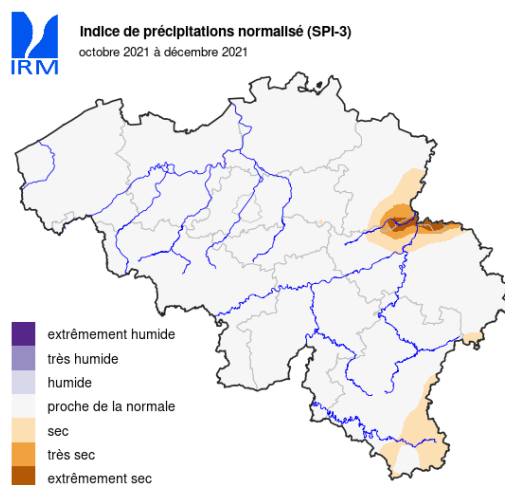 Indice de précipitations normalisé (SPI-3)
octobre 2021 à décembre 2021
IRM
extrêmement humide
très humide
humide
proche de la normale
sec
très sec
extrêmement sec